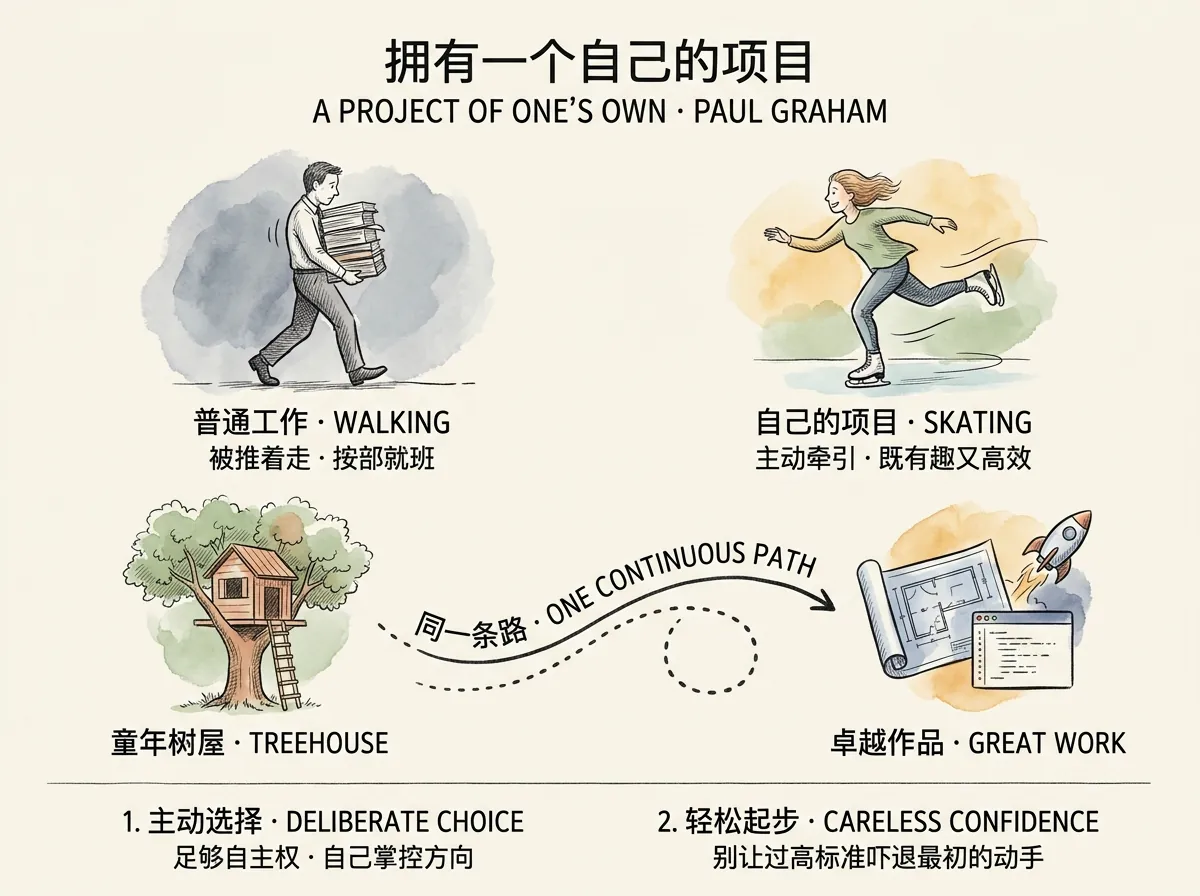 拥有一个自己的项目
A PROJECT OF ONE'S OWN · PAUL GRAHAM
普通工作 · WALKING
被推着走 · 按部就班
自己的项目 · SKATING
主动牵引 · 既有趣又高效
同一条路 · ONE CONTINUOUS PATH
童年树屋 · TREEHOUSE
卓越作品 · GREAT WORK
1. 主动选择 · DELIBERATE CHOICE
足够自主权 · 自己掌控方向
2. 轻松起步 · CARELESS CONFIDENCE
别让过高标准吓退最初的动手